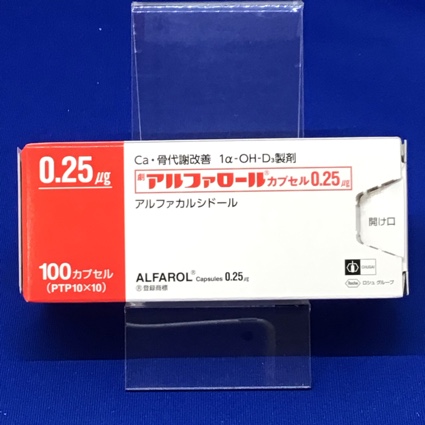 0.25μg
Ca・骨代謝改善 1α-OH-D₃製剤
劇 アルファロール®カプセル0.25μg
アルファカルシドール
開け口
100カプセル
(PTP10×10)
ALFAROL® Capsules 0.25μg
®登録商標
Roche ロシュ グループ